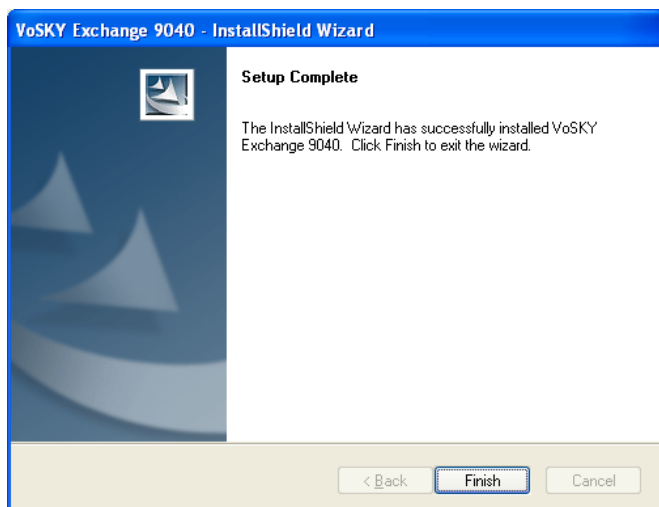 VoSKY Exchange 9040 - InstallShield Wizard
Setup Complete
The InstallShield Wizard has successfully installed VoSKY
Exchange 9040. Click Finish to exit the wizard.
< Back
Finish
Cancel